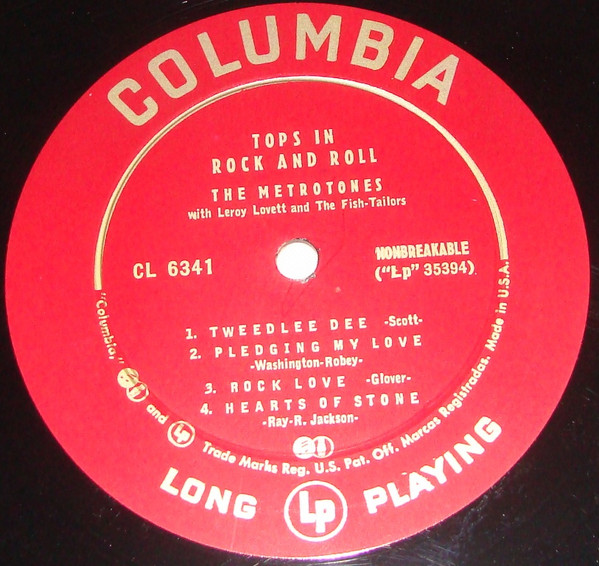 COLUMBIA
TOPS IN
ROCK AND ROLL
THE METROTONES
with Leroy Lovett and The Fish-Tailors
CL 6341
NONBREAKABLE
("Lp" 35394)
1. TWEEDLEE DEE -Scott-
2. PLEDGING MY LOVE
-Washington-Robey-
3. ROCK LOVE -Glover-
4. HEARTS OF STONE
-Ray-R. Jackson-
"Columbia," and Lp Trade Marks Reg. U.S. Pat. Off. Marcas Registradas. Made in U.S.A.
LONG Lp PLAYING